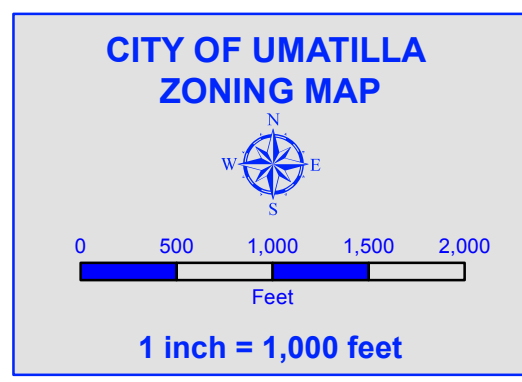 CITY OF UMATILLA
ZONING MAP
N
W E
S
0 500 1,000 1,500 2,000
Feet
1 inch = 1,000 feet